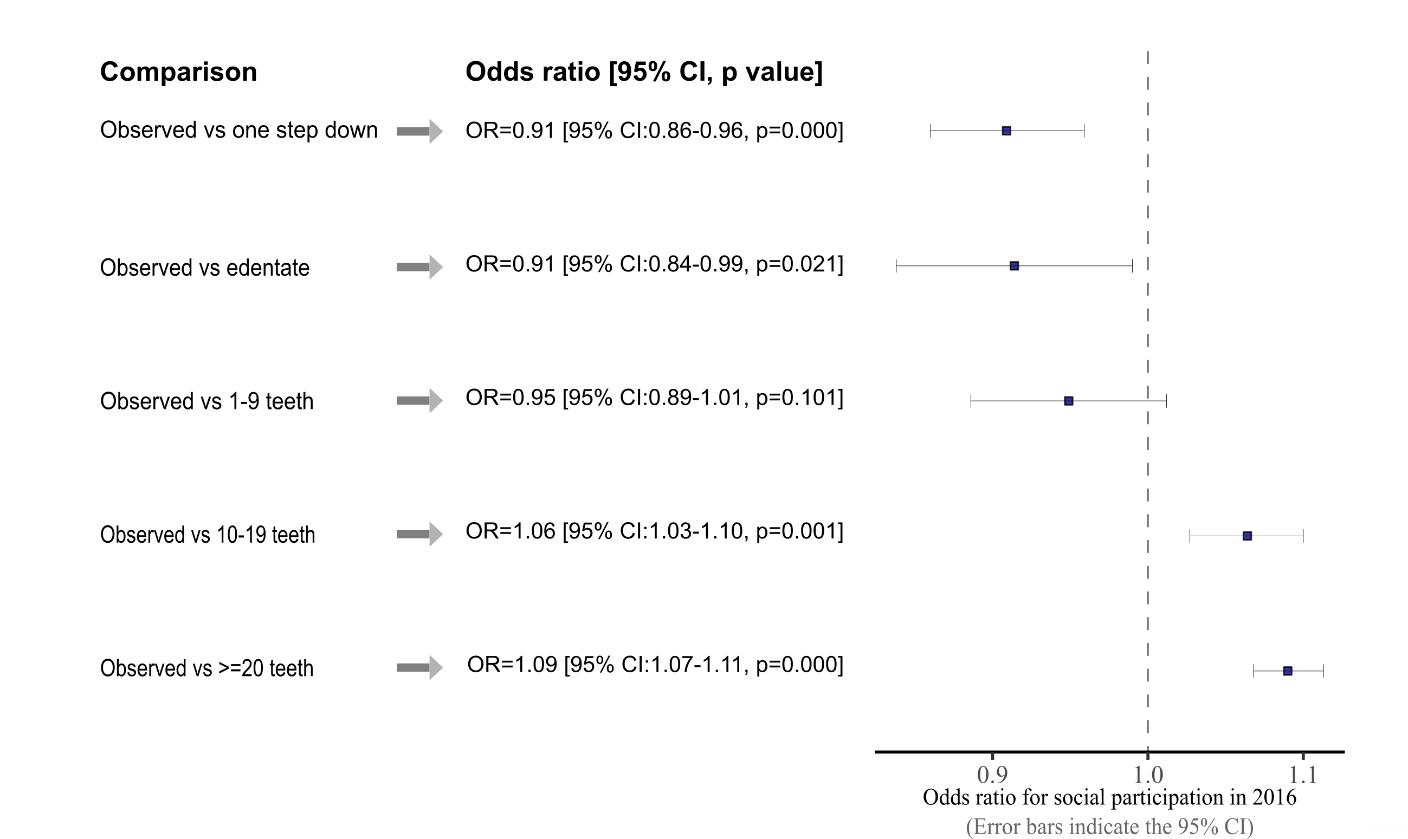 Comparison Odds ratio [95% CI, p value]
Observed vs one step down OR=0.91 [95% CI:0.86-0.96, p=0.000]
Observed vs edentate OR=0.91 [95% CI:0.84-0.99, p=0.021]
Observed vs 1-9 teeth OR=0.95 [95% CI:0.89-1.01, p=0.101]
Observed vs 10-19 teeth OR=1.06 [95% CI:1.03-1.10, p=0.001]
Observed vs >=20 teeth OR=1.09 [95% CI:1.07-1.11, p=0.000]
0.9 1.0 1.1
Odds ratio for social participation in 2016
(Error bars indicate the 95% CI)